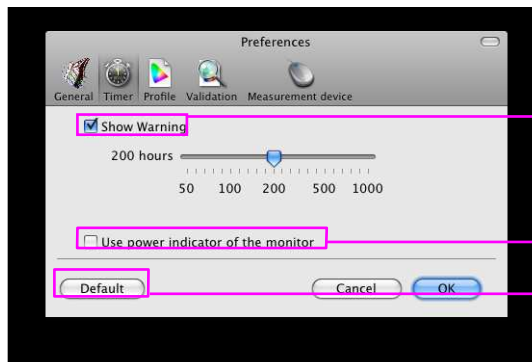 Preferences
General Timer Profile Validation Measurement device
Show Warning
200 hours
50 100 200 500 1000
Use power indicator of the monitor
Default Cancel OK